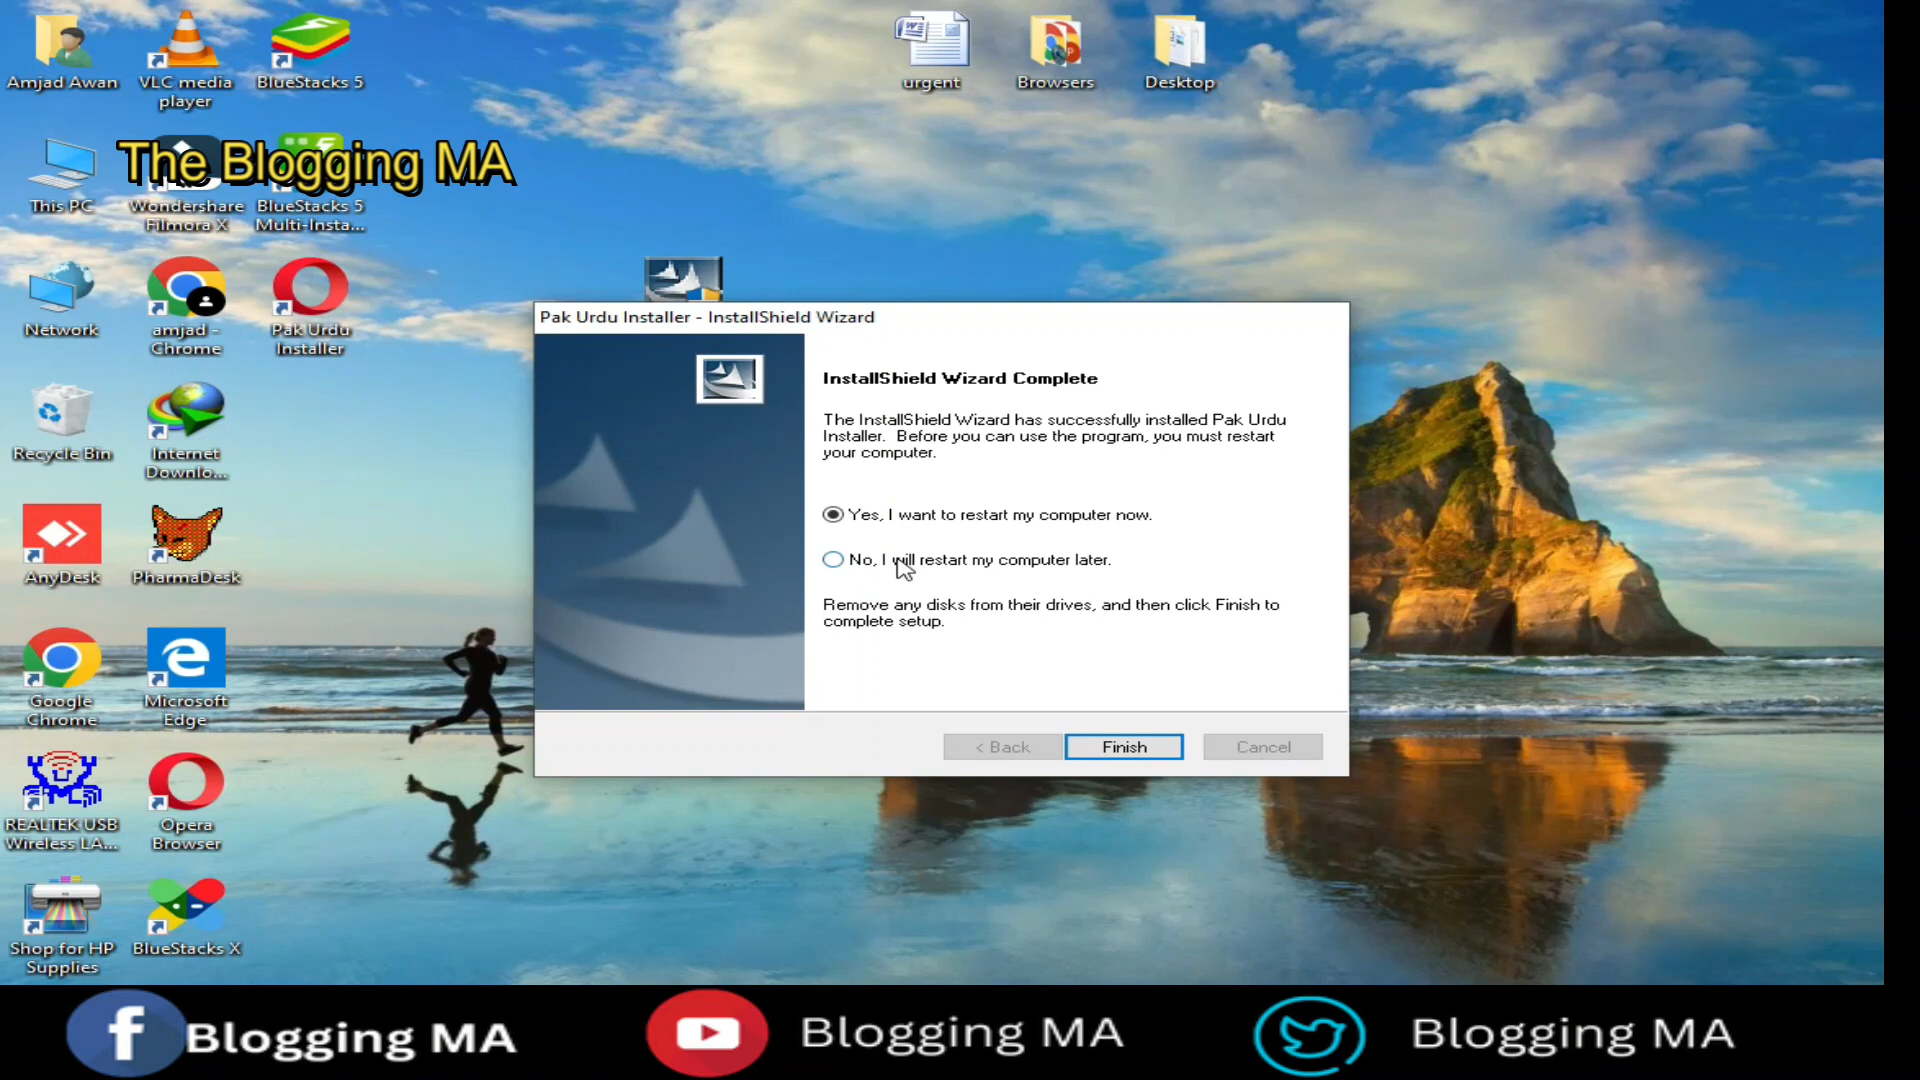 Amjad Awan
VLC media
player
BlueStacks 5
urgent
Browsers
Desktop
The Blogging MA
This PC
Wondershare
Filmora X
BlueStacks 5
Multi-Insta...
Network
amjad -
Chrome
Pak Urdu
Installer
Recycle Bin
Internet
Downlo...
AnyDesk
PharmaDesk
Google
Chrome
Microsoft
Edge
REALTEK USB
Wireless LA...
Opera
Browser
Shop for HP
Supplies
BlueStacks X
Pak Urdu Installer - InstallShield Wizard
InstallShield Wizard Complete
The InstallShield Wizard has successfully installed Pak Urdu
Installer. Before you can use the program, you must restart
your computer.
Yes, I want to restart my computer now.
No, I will restart my computer later.
Remove any disks from their drives, and then click Finish to
complete setup.
< Back
Finish
Cancel
Blogging MA
Blogging MA
Blogging MA